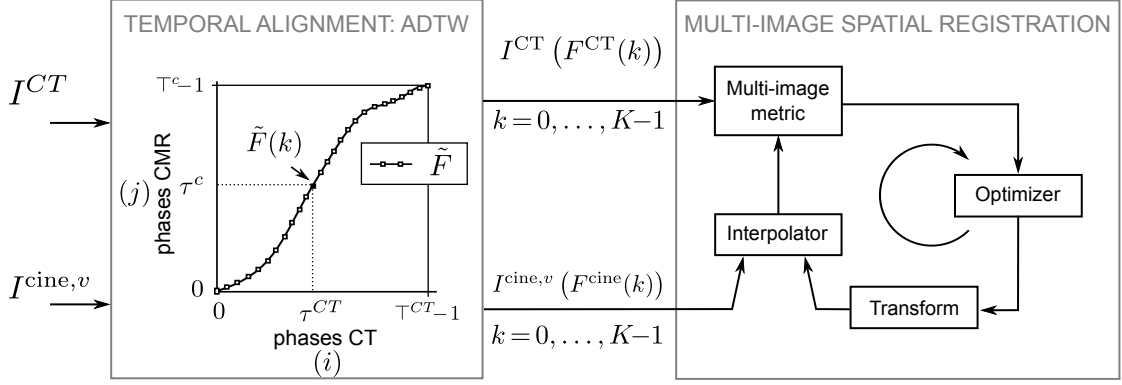 TEMPORAL ALIGNMENT: ADTW
MULTI-IMAGE SPATIAL REGISTRATION
I^{CT}
I^{cine,v}
⊤^c−1
F̃(k)
F̃
τ^c
(j)
phases CMR
0
0
τ^{CT}
⊤^{CT}−1
phases CT
(i)
I^{CT} (F^{CT}(k))
k = 0, . . . , K−1
I^{cine,v} (F^{cine}(k))
k = 0, . . . , K−1
Multi-image
metric
Optimizer
Interpolator
Transform